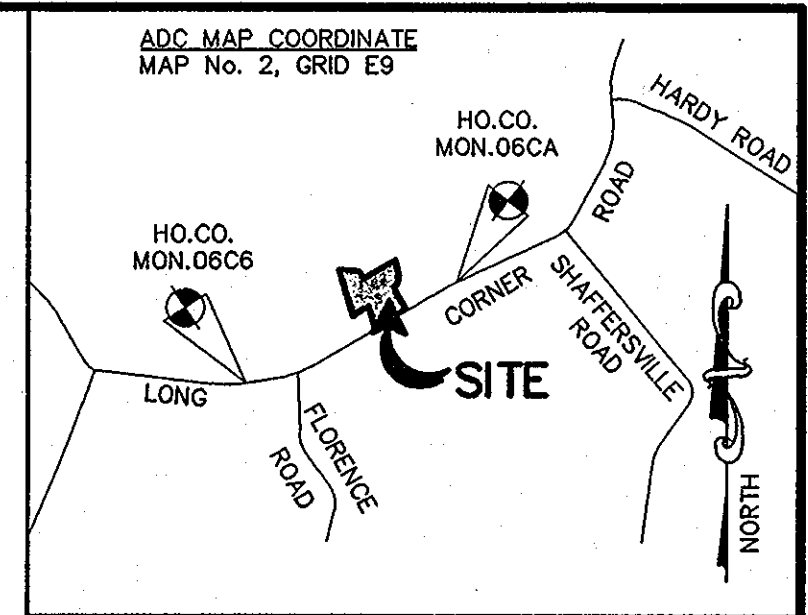 ADC MAP COORDINATE
MAP No. 2, GRID E9
HARDY ROAD
HO.CO.
MON.06CA
ROAD
HO.CO.
MON.06C6
CORNER
SHAFFERSVILLE
ROAD
SITE
LONG
FLORENCE
ROAD
NORTH